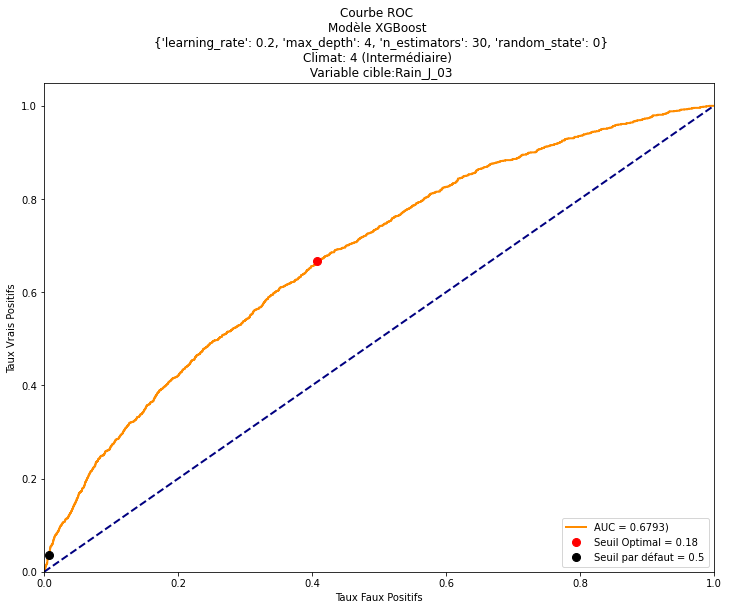 Courbe ROC
Modèle XGBoost
{'learning_rate': 0.2, 'max_depth': 4, 'n_estimators': 30, 'random_state': 0}
Climat: 4 (Intermédiaire)
Variable cible:Rain_J_03
Taux Vrais Positifs
1.0
0.8
0.6
0.4
0.2
0.0
0.0 0.2 0.4 0.6 0.8 1.0
Taux Faux Positifs
AUC = 0.6793)
Seuil Optimal = 0.18
Seuil par défaut = 0.5